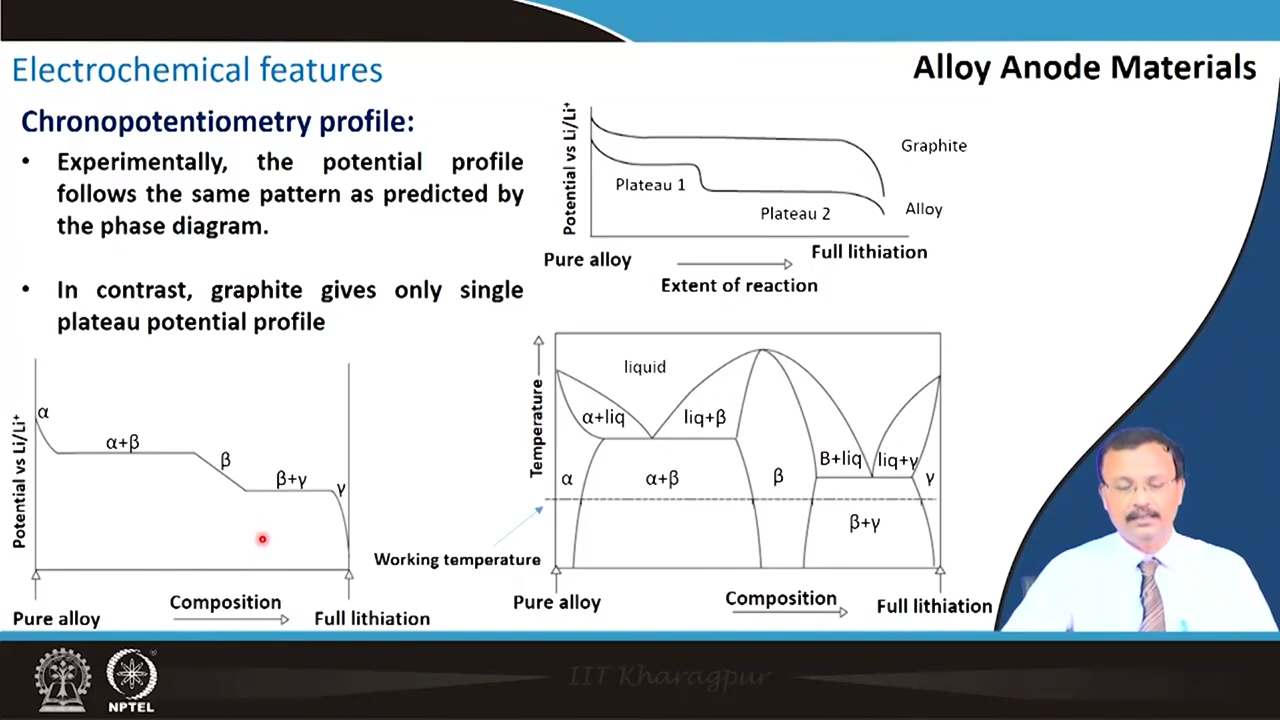 Electrochemical features
Alloy Anode Materials
Chronopotentiometry profile:
• Experimentally, the potential profile
follows the same pattern as predicted by
the phase diagram.
• In contrast, graphite gives only single
plateau potential profile
Potential vs Li/Li⁺
Graphite
Plateau 1
Plateau 2
Alloy
Pure alloy
Full lithiation
Extent of reaction
Potential vs Li/Li⁺
α
α+β
β
β+γ
γ
Pure alloy
Composition
Full lithiation
Temperature
liquid
α+liq
liq+β
B+liq
liq+γ
α
α+β
β
γ
β+γ
Working temperature
Pure alloy
Composition
Full lithiation
NPTEL
IIT Kharagpur